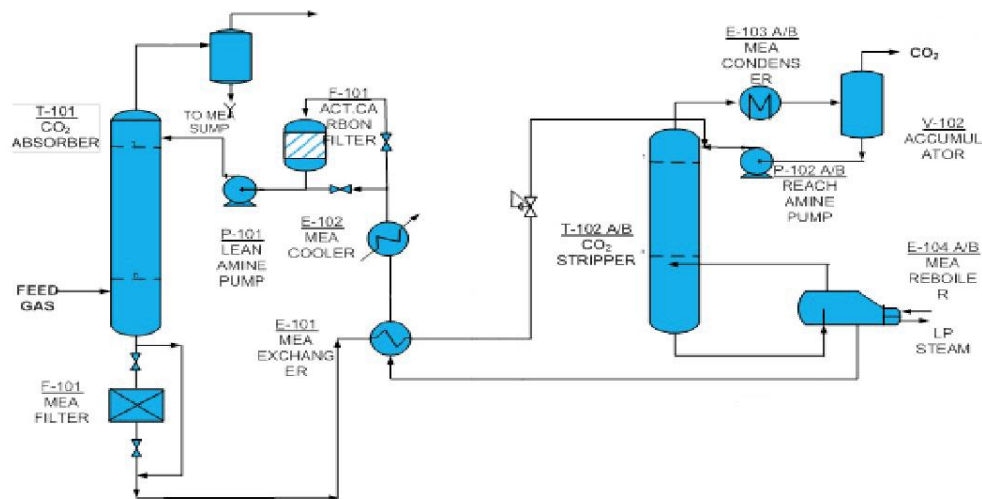 T-101
CO2
ABSORBER
TO MEA
SUMP
F-101
ACT.CA
RBON
FILTER
E-103 A/B
MEA
CONDENS
ER
CO2
V-102
ACCUMUL
ATOR
P-102 A/B
REACH
AMINE
PUMP
P-101
LEAN
AMINE
PUMP
E-102
MEA
COOLER
T-102 A/B
CO2
STRIPPER
E-104 A/B
MEA
REBOILE
R
FEED
GAS
E-101
MEA
EXCHANG
ER
LP
STEAM
F-101
MEA
FILTER